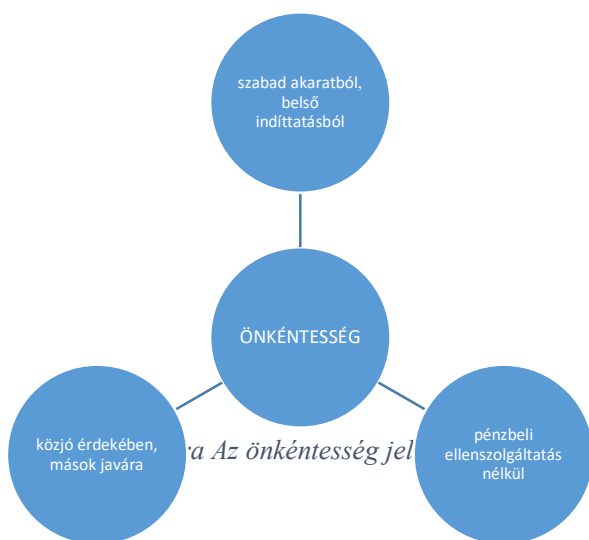 szabad akaratból,
belső
indíttatásból
ÖNKÉNTESSÉG
közjó érdekében,
mások javára
Az önkéntesség
pénzbeli
ellenszolgáltatás
nélkül